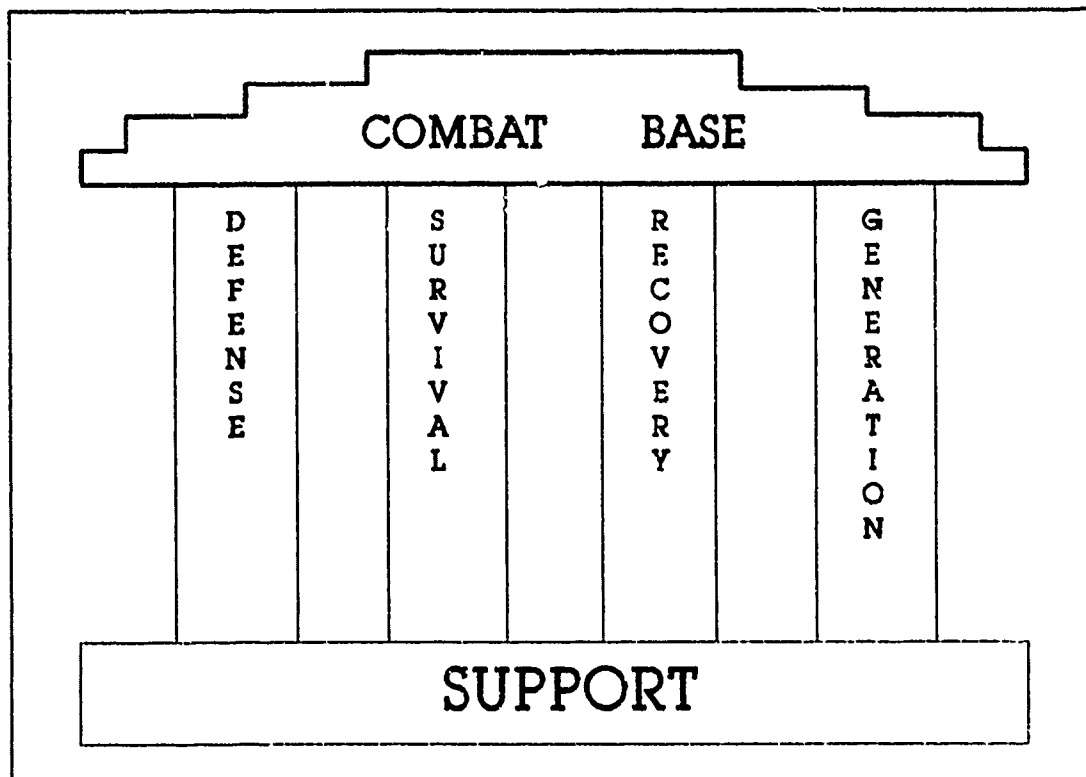 COMBAT BASE
DEFENSE
SURVIVAL
RECOVERY
GENERATION
SUPPORT